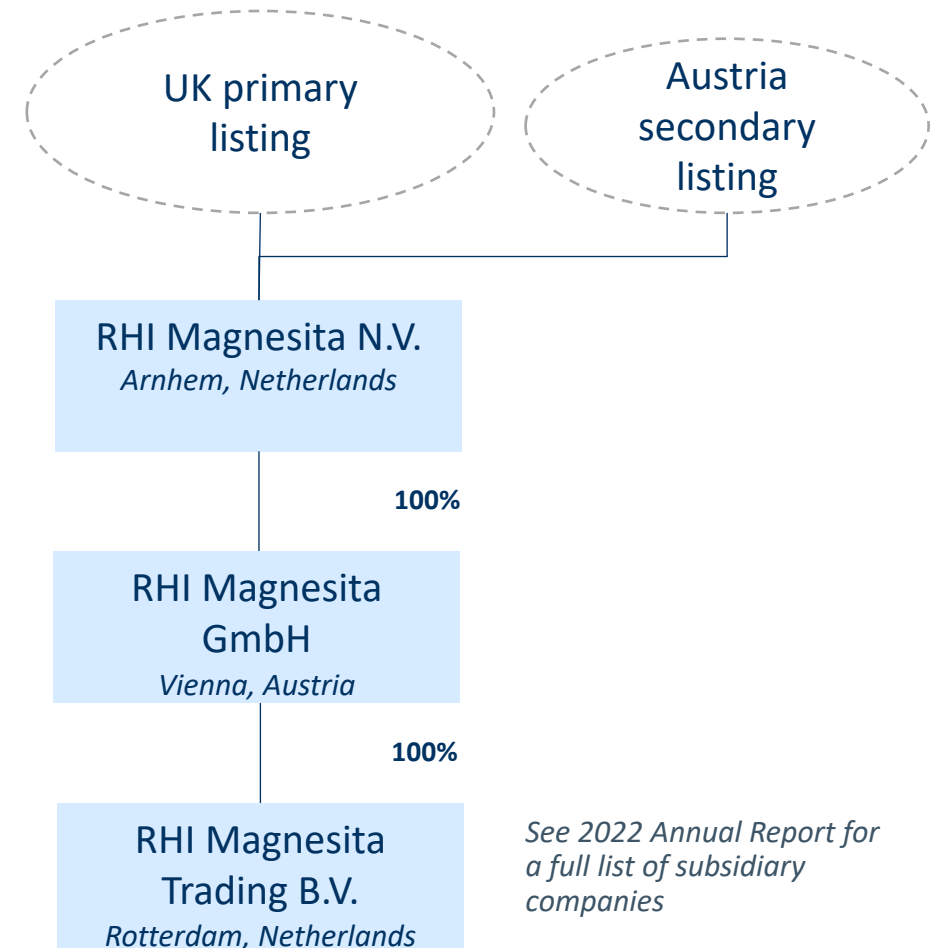 UK primary
listing
Austria
secondary
listing
RHI Magnesita N.V.
Arnhem, Netherlands
100%
RHI Magnesita
GmbH
Vienna, Austria
100%
RHI Magnesita
Trading B.V.
Rotterdam, Netherlands
See 2022 Annual Report for
a full list of subsidiary
companies